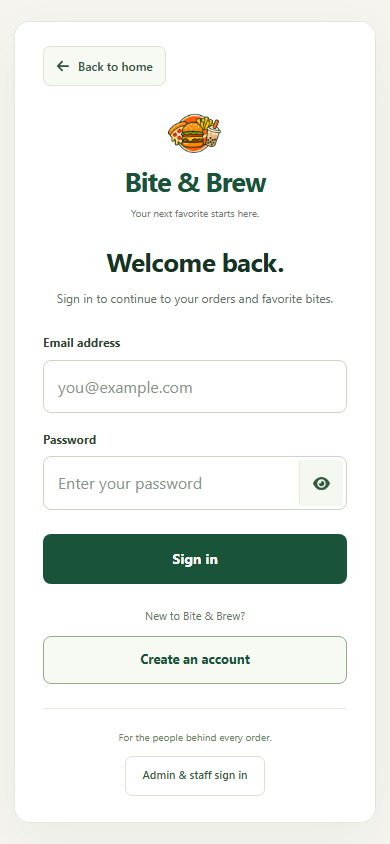 Back to home
Bite & Brew
Your next favorite starts here.
Welcome back.
Sign in to continue to your orders and favorite bites.
Email address
you@example.com
Password
Enter your password
Sign in
New to Bite & Brew?
Create an account
For the people behind every order.
Admin & staff sign in